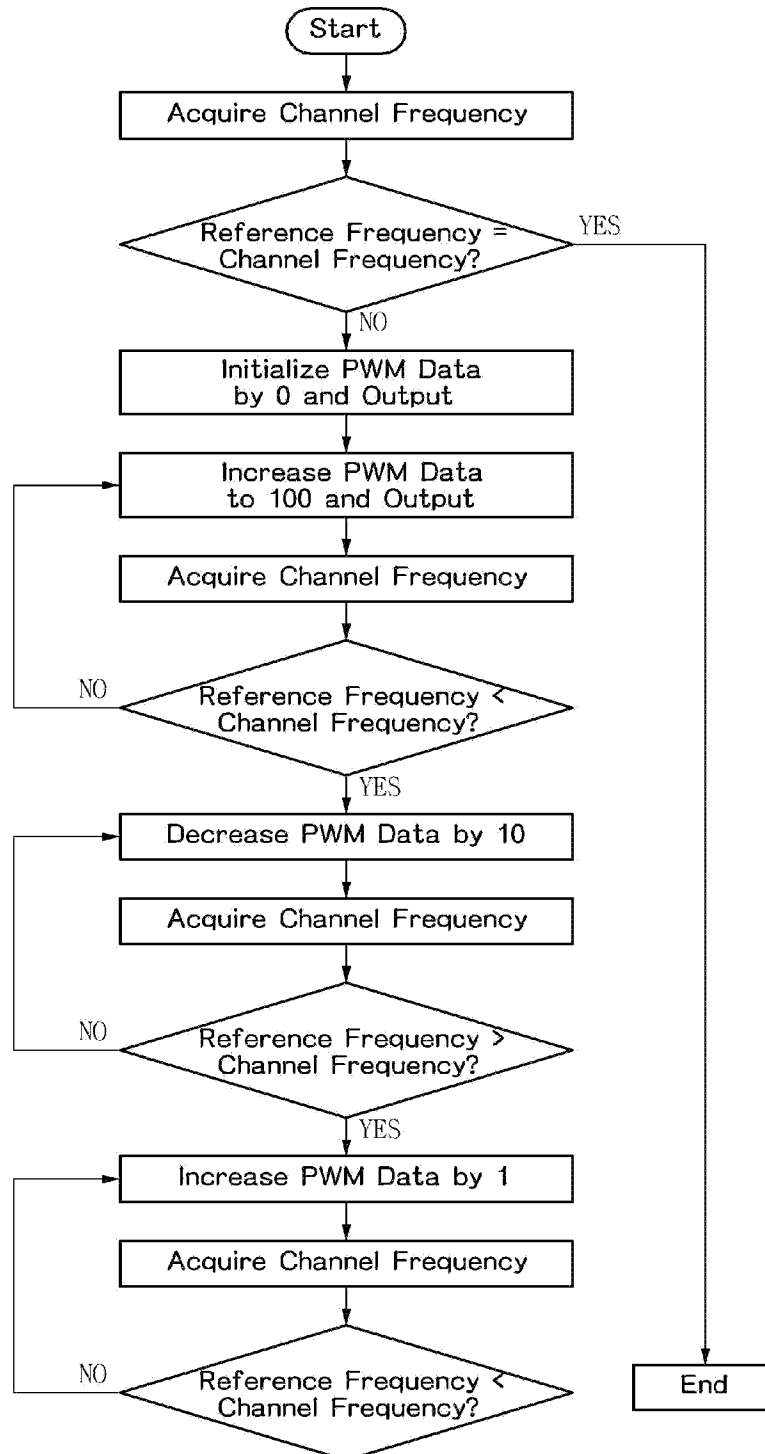 Start
Acquire Channel Frequency
Reference Frequency =
Channel Frequency?
YES
NO
Initialize PWM Data
by 0 and Output
Increase PWM Data
to 100 and Output
Acquire Channel Frequency
Reference Frequency <
Channel Frequency?
NO
YES
Decrease PWM Data by 10
Acquire Channel Frequency
Reference Frequency >
Channel Frequency?
NO
YES
Increase PWM Data by 1
Acquire Channel Frequency
Reference Frequency <
Channel Frequency?
NO
End